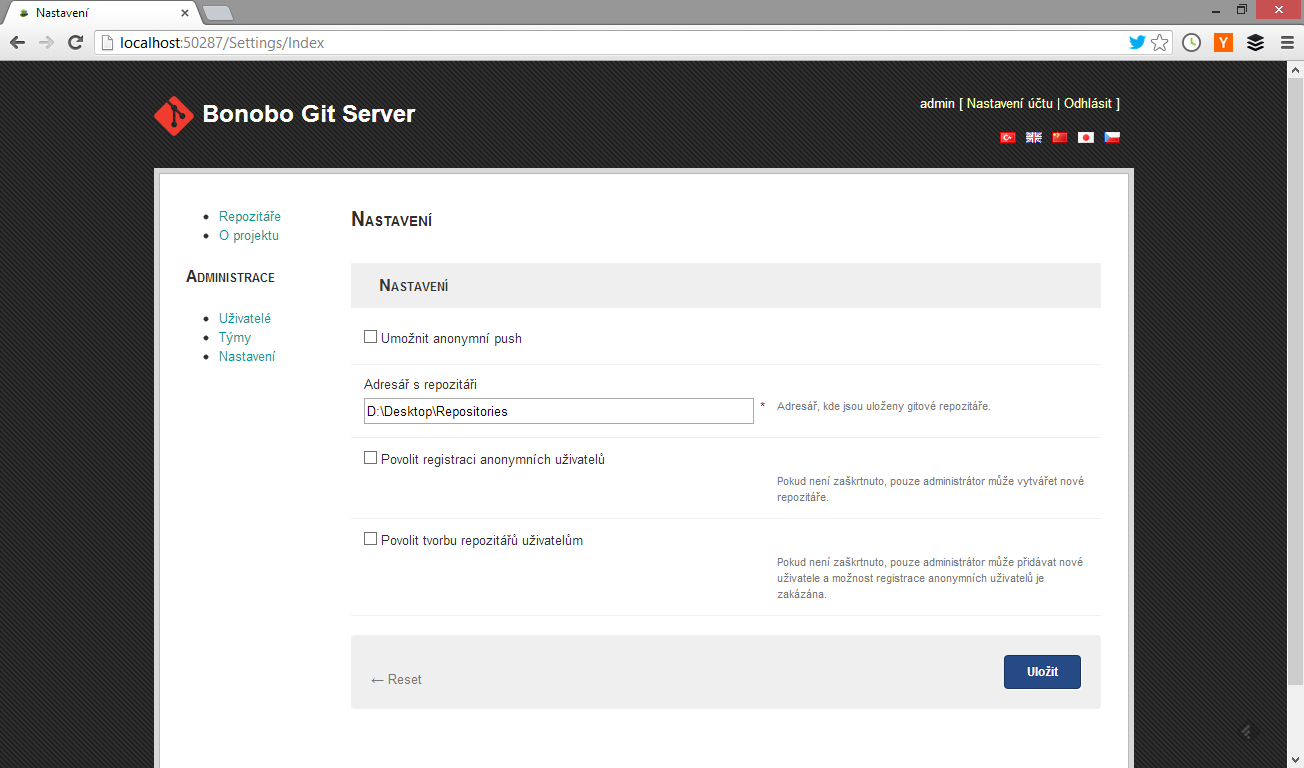 Nastavení
localhost:50287/Settings/Index
Y
Bonobo Git Server
admin [ Nastavení účtu | Odhlásit ]
Repozitáře
O projektu
Administrace
Uživatelé
Týmy
Nastavení
Nastavení
Nastavení
Umožnit anonymní push
Adresář s repozitáři
D:\Desktop\Repositories
* Adresář, kde jsou uloženy gitové repozitáře.
Povolit registraci anonymních uživatelů
Pokud není zaškrtnuto, pouze administrátor může vytvářet nové
repozitáře.
Povolit tvorbu repozitářů uživatelům
Pokud není zaškrtnuto, pouze administrátor může přidávat nové
uživatele a možnost registrace anonymních uživatelů je
zakázána.
← Reset
Uložit